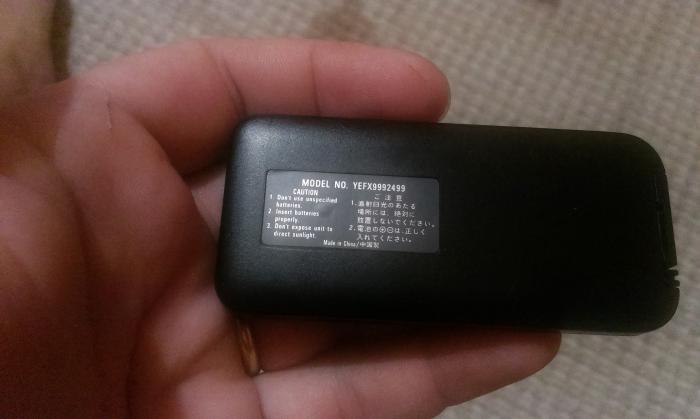 MODEL NO. YEFX9992499
CAUTION
1. Don't use unspecified
batteries.
2. Insert batteries
properly.
3. Don't expose unit to
direct sunlight.
ご注意
1.直射日光のあたる
場所には、絶対に
放置しないでください。
2.電池の⊕⊖は、正しく
入れてください。
Made in China/中国製